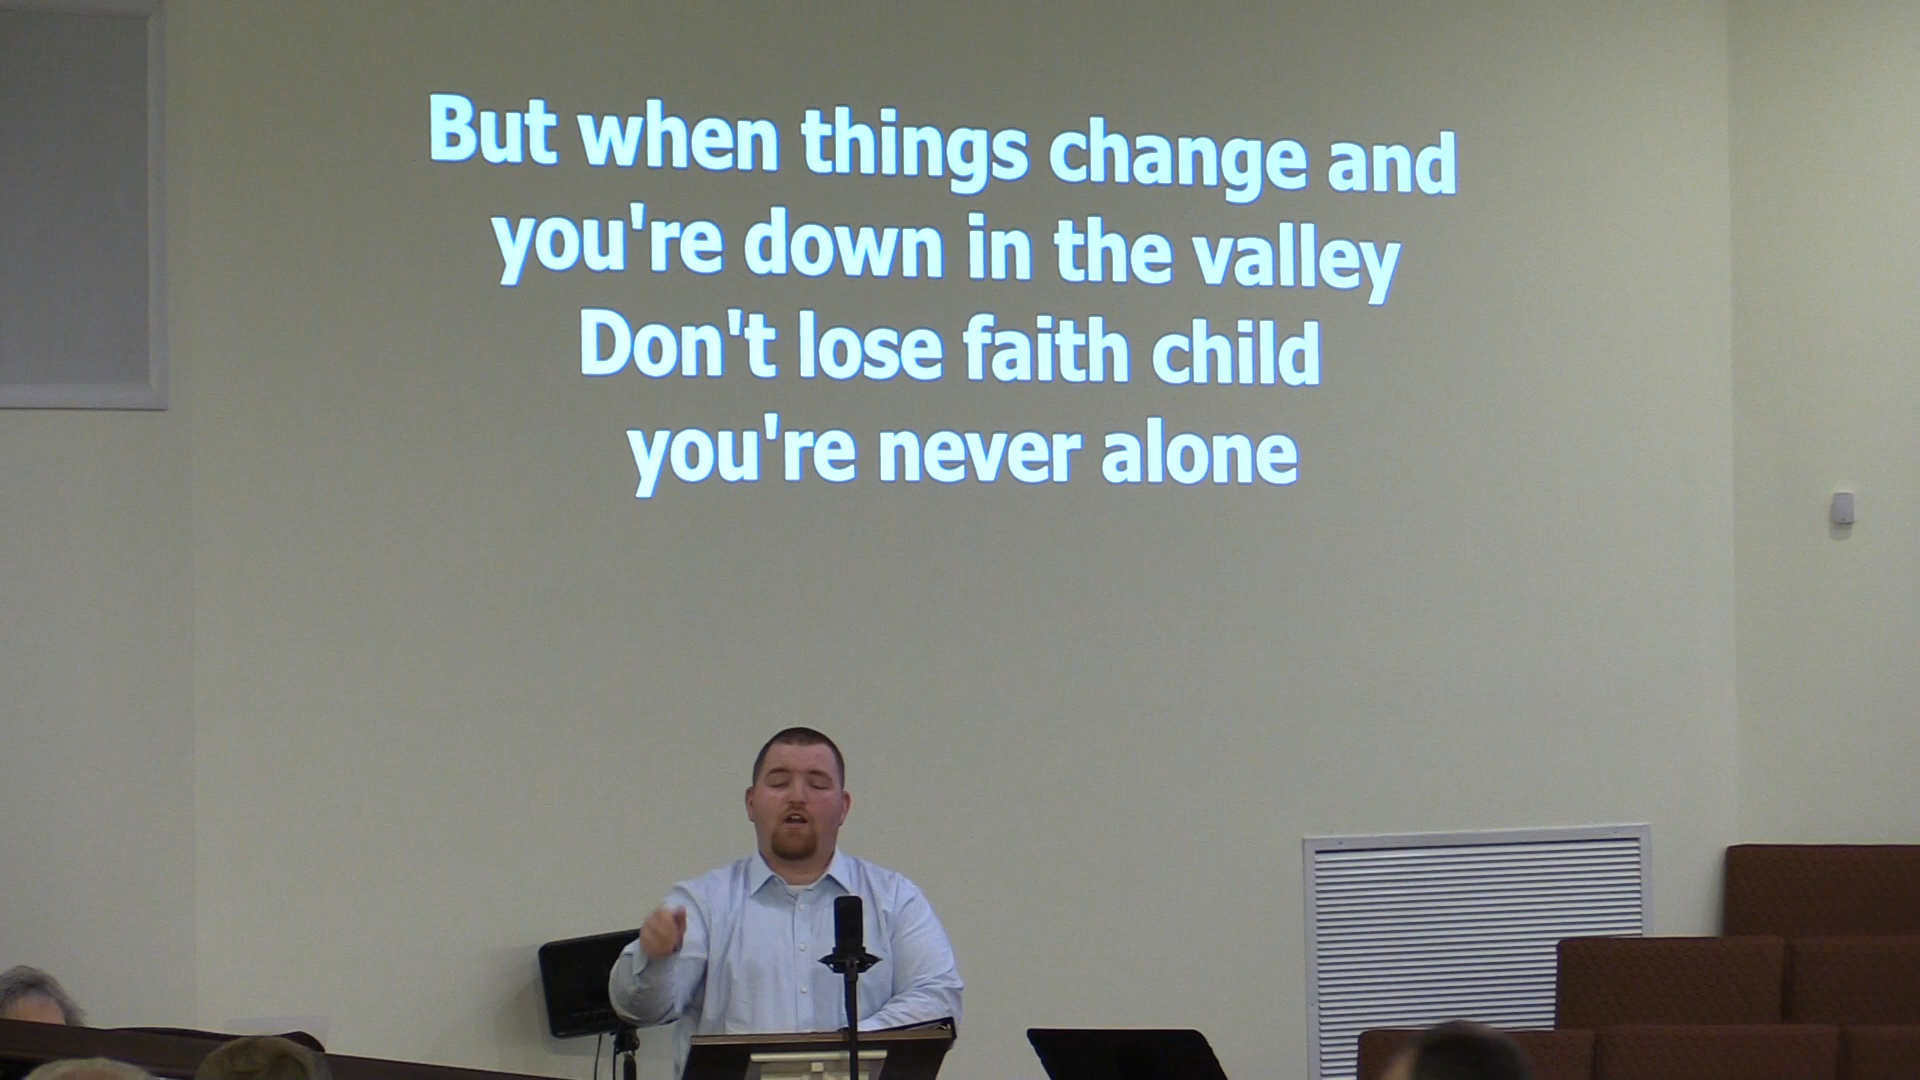 But when things change and
you're down in the valley
Don't lose faith child
you're never alone